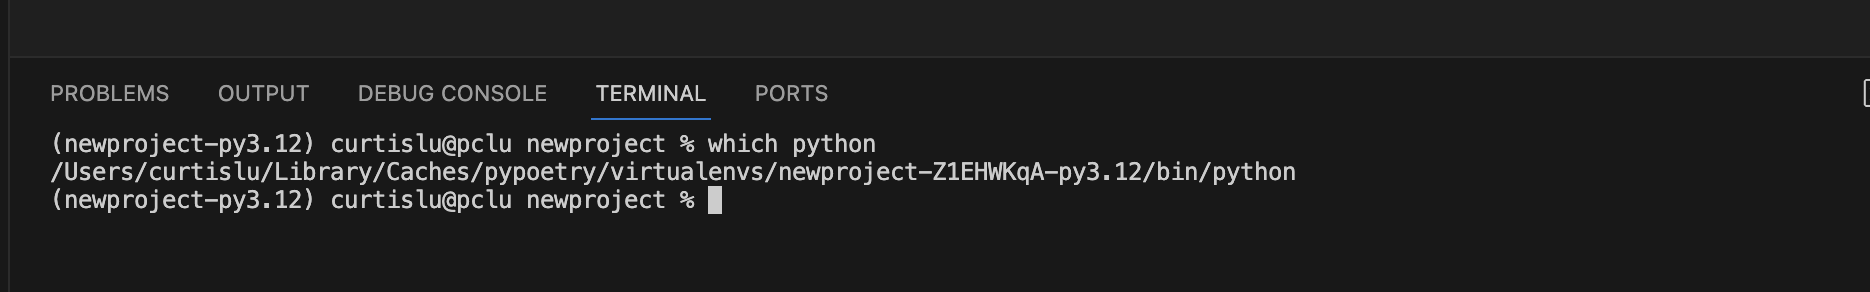 PROBLEMS OUTPUT DEBUG CONSOLE TERMINAL PORTS
(newproject-py3.12) curtislu@pclu newproject % which python
/Users/curtislu/Library/Caches/pypoetry/virtualenvs/newproject-Z1EHWKqA-py3.12/bin/python
(newproject-py3.12) curtislu@pclu newproject %